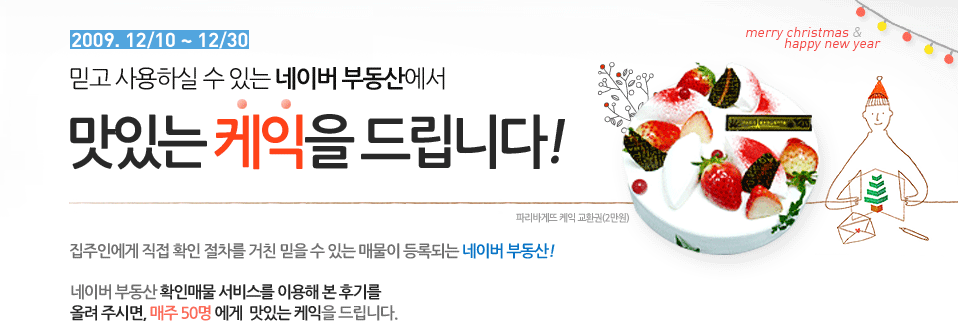 2009. 12/10 ~ 12/30
merry christmas &
happy new year
믿고 사용하실 수 있는 네이버 부동산에서
맛있는 케익을 드립니다!
파리바게뜨 케익 교환권(2만원)
집주인에게 직접 확인 절차를 거친 믿을 수 있는 매물이 등록되는 네이버 부동산!
네이버 부동산 확인매물 서비스를 이용해 본 후기를
올려 주시면, 매주 50명 에게 맛있는 케익을 드립니다.